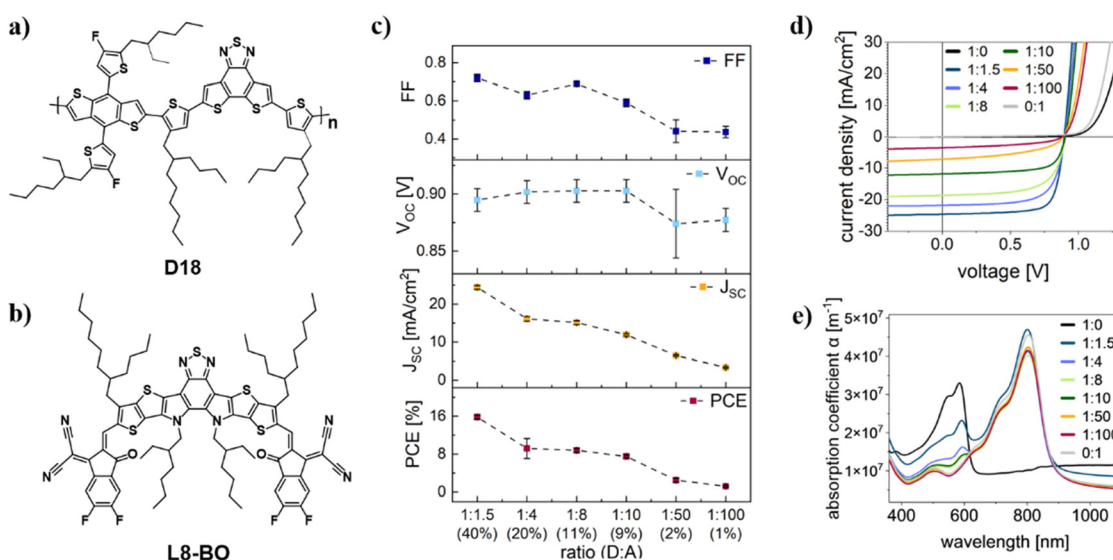 a)
F
S
S
N
N
S
S
S
S
S
S
S
F
n
D18
b)
S
N
N
S
S
S
S
N
N
N
N
O
O
N
N
F
F
F
F
L8-BO
c)
FF
0.8
0.6
0.4
FF
V_OC [V]
0.90
0.85
V_OC
J_SC [mA/cm²]
20
10
0
J_SC
PCE [%]
16
8
0
PCE
1:1.5 1:4 1:8 1:10 1:50 1:100
(40%) (20%) (11%) (9%) (2%) (1%)
ratio (D:A)
d)
current density [mA/cm²]
30
20
10
0
-10
-20
-30
1:0 1:10
1:1.5 1:50
1:4 1:100
1:8 0:1
0.0 0.5 1.0
voltage [V]
e)
absorption coefficient α [m⁻¹]
5×10⁷
4×10⁷
3×10⁷
2×10⁷
1×10⁷
1:0
1:1.5
1:4
1:8
1:10
1:50
1:100
0:1
400 600 800 1000
wavelength [nm]